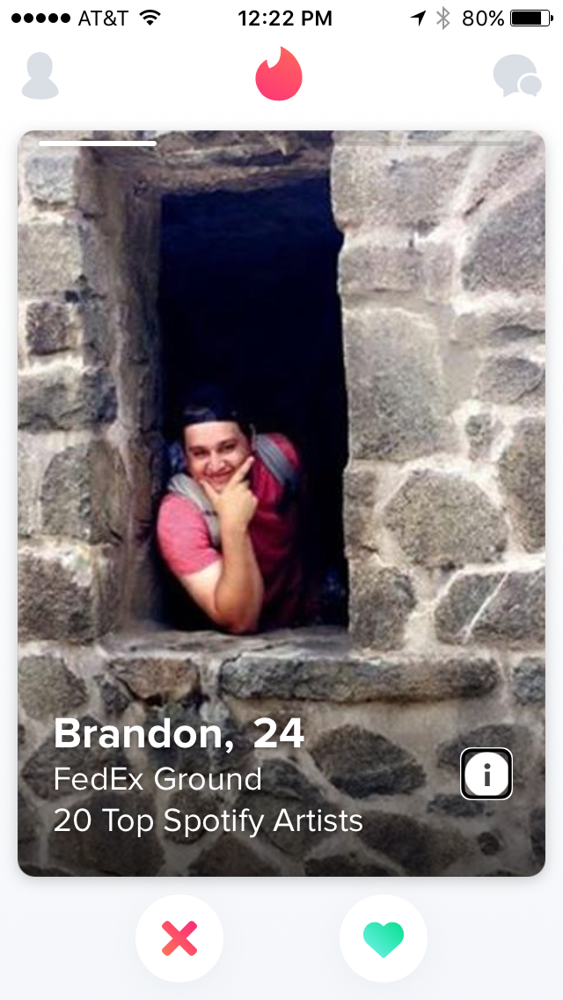 AT&T 12:22 PM 80%
Brandon, 24
FedEx Ground
20 Top Spotify Artists
i